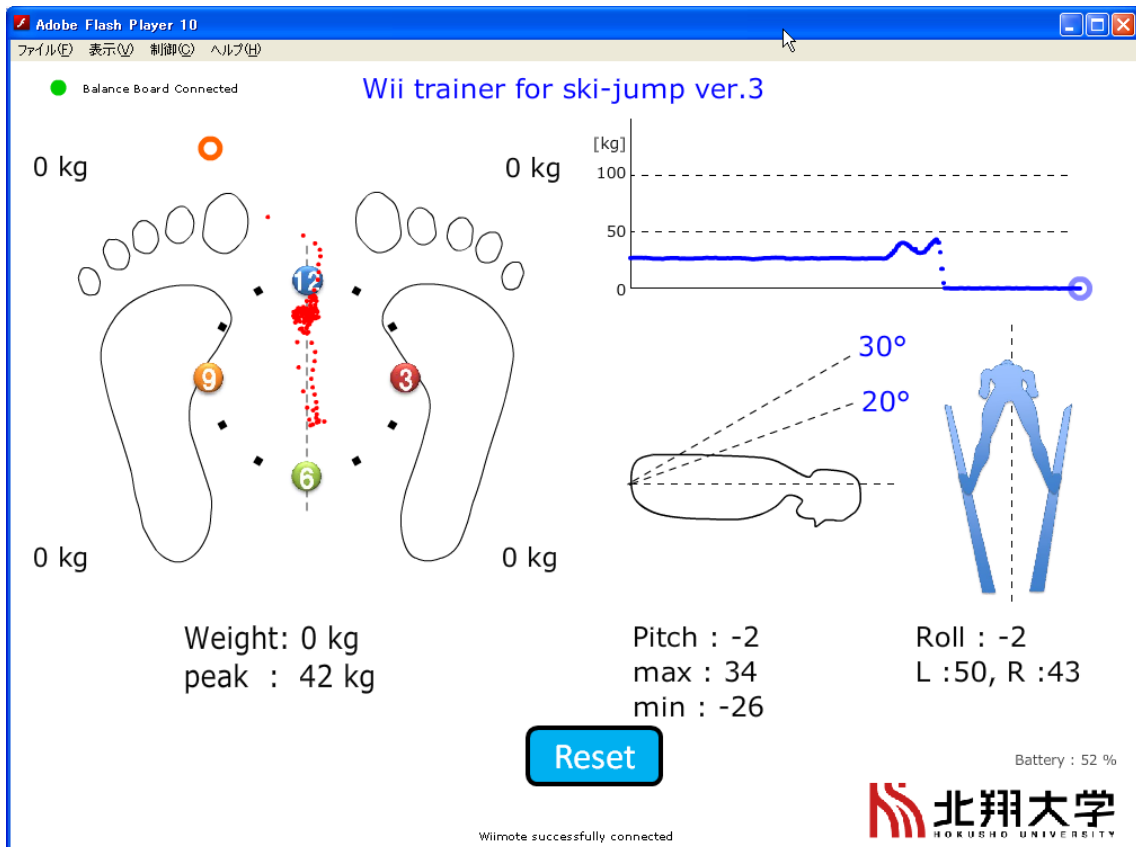 Adobe Flash Player 10
ファイル(F) 表示(V) 制御(C) ヘルプ(H)
Balance Board Connected
Wii trainer for ski-jump ver.3
0 kg
0 kg
[kg]
100
50
0
12
9
3
6
30°
20°
0 kg
0 kg
Weight: 0 kg
peak : 42 kg
Pitch : -2
max : 34
min : -26
Roll : -2
L :50, R :43
Reset
Battery : 52 %
北翔大学
HOKUSHO UNIVERSITY
Wiimote successfully connected